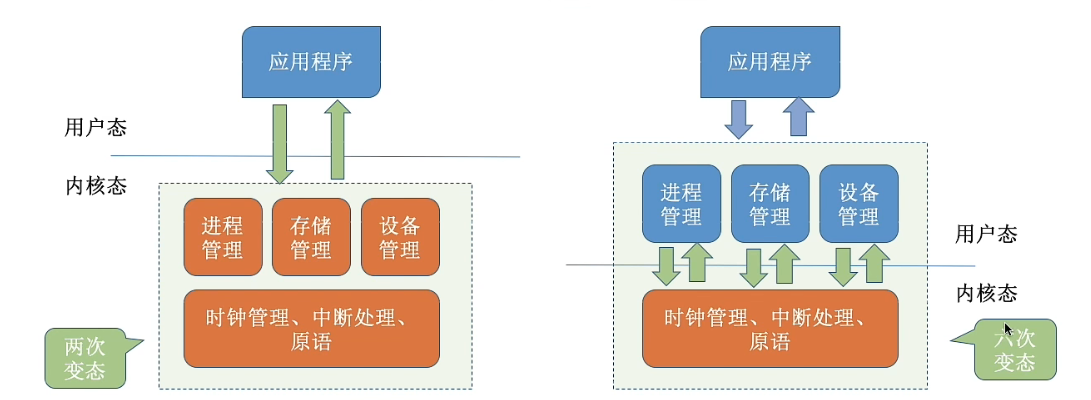 应用程序
用户态
内核态
进程
管理
存储
管理
设备
管理
时钟管理、中断处理、
原语
两次
变态
应用程序
进程
管理
存储
管理
设备
管理
用户态
内核态
时钟管理、中断处理、
原语
六次
变态